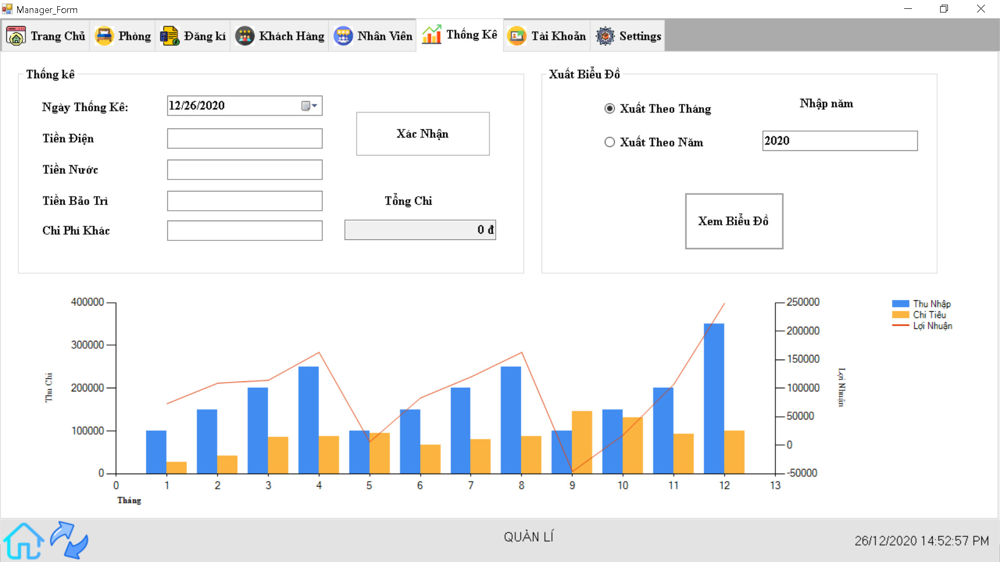 Manager_Form
Trang Chủ
Phòng
Đăng kí
Khách Hàng
Nhân Viên
Thống Kê
Tài Khoản
Settings
Thống kê
Ngày Thống Kê:
12/26/2020
Tiền Điện
Tiền Nước
Tiền Bảo Trì
Chi Phí Khác
Xác Nhận
Tổng Chi
0 đ
Xuất Biểu Đồ
Xuất Theo Tháng
Xuất Theo Năm
Nhập năm
2020
Xem Biểu Đồ
Thu Chi
400000
300000
200000
100000
0
0 1 2 3 4 5 6 7 8 9 10 11 12 13
Tháng
250000
200000
150000
100000
50000
0
-50000
Lợi Nhuận
Thu Nhập
Chi Tiêu
Lợi Nhuận
QUẢN LÍ
26/12/2020 14:52:57 PM